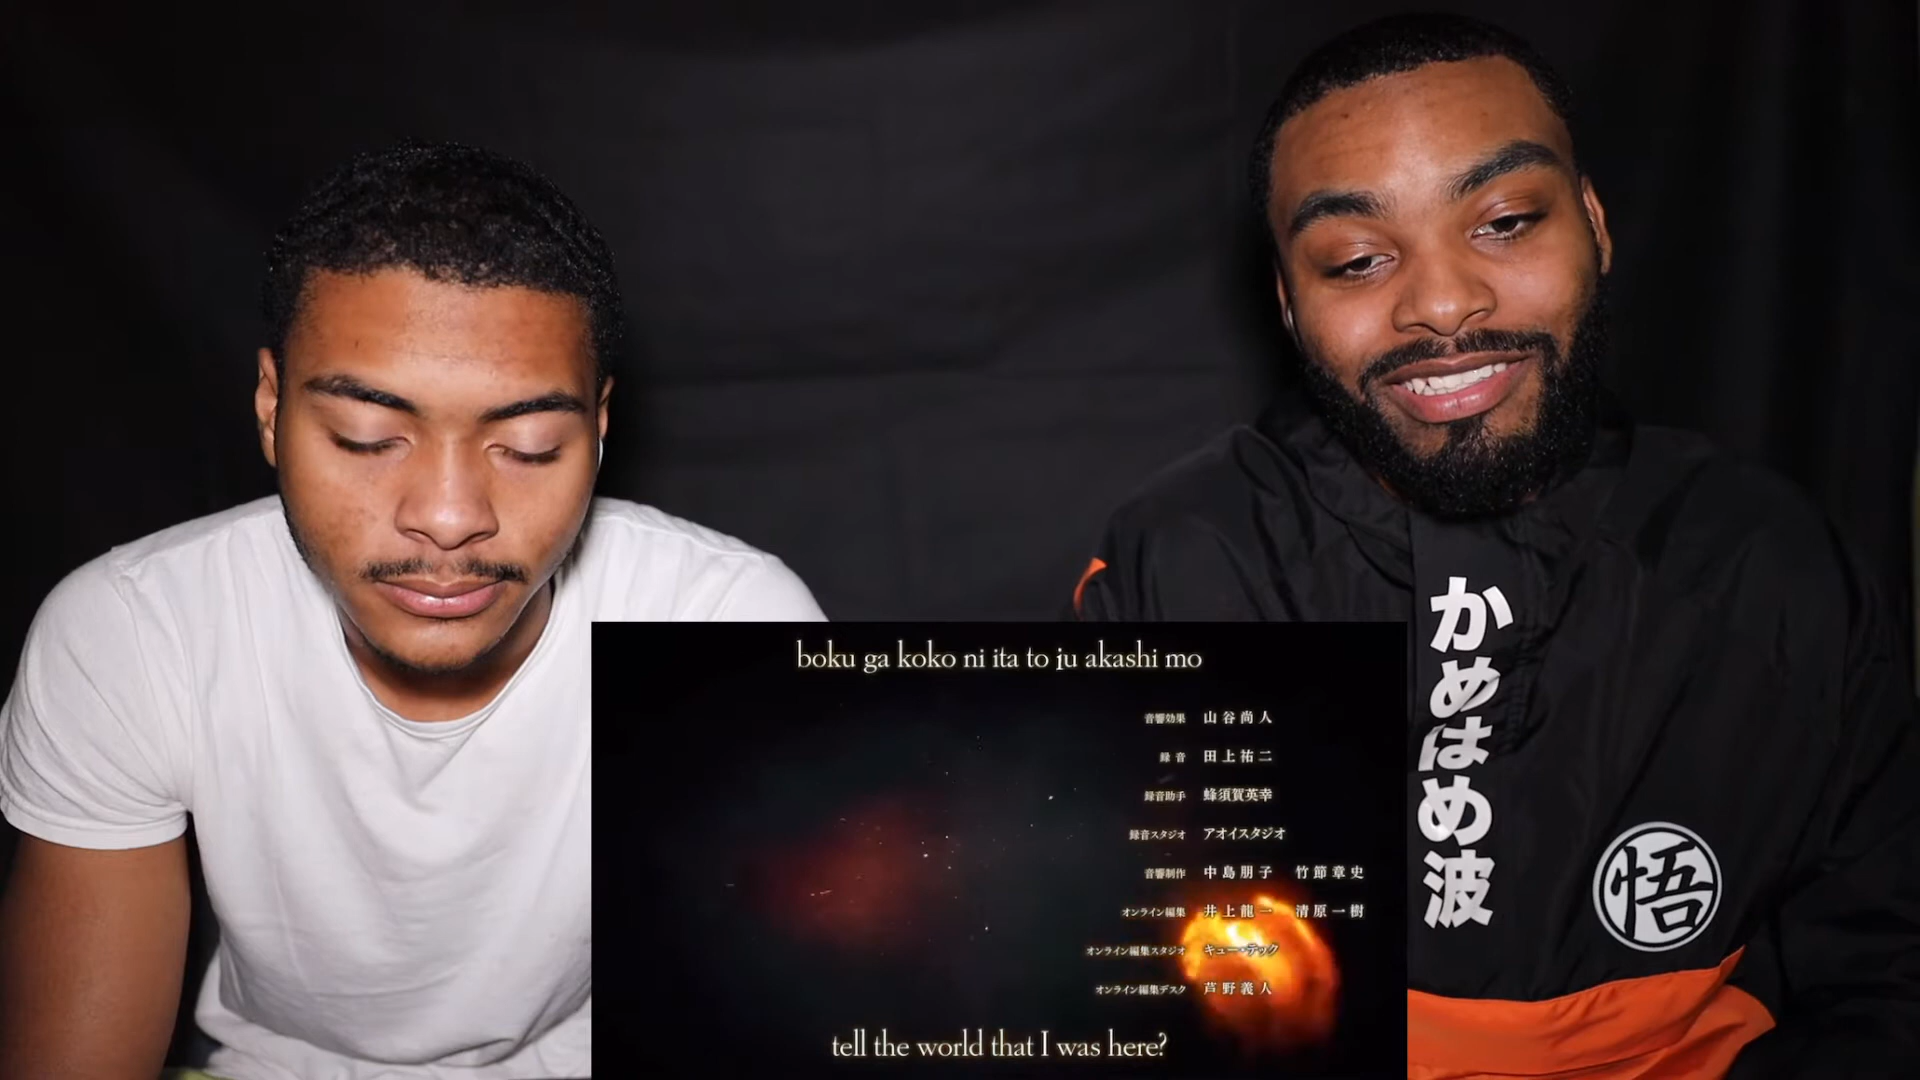 boku ga koko ni ita to iu akashi mo
音響効果 山谷尚人
録音 田上祐二
録音助手 蜂須賀英幸
録音スタジオ アオイスタジオ
音響制作 中島朋子 竹節章史
オンライン編集 井上龍一 清原一樹
オンライン編集スタジオ キュー・テック
オンライン編集デスク 芦野義人
tell the world that I was here?
かめはめ波
悟